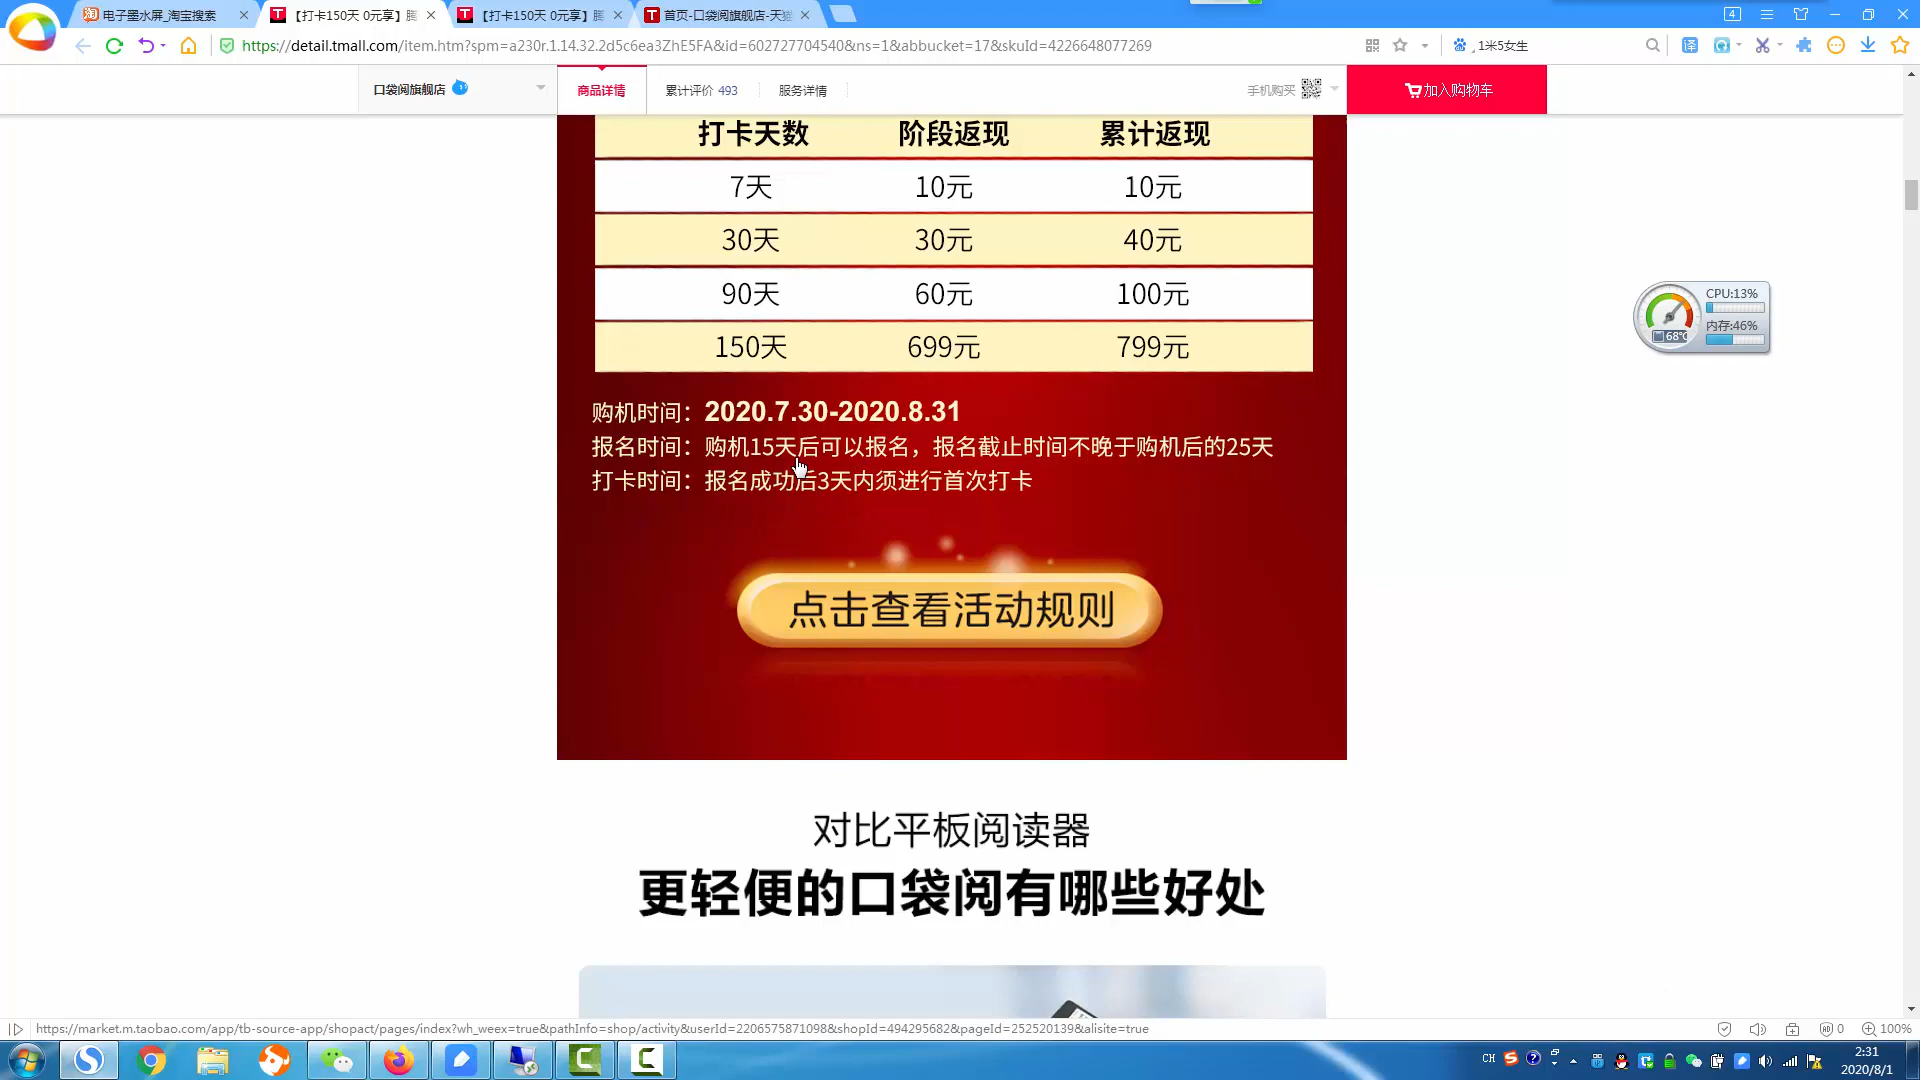 电子墨水屏_淘宝搜索
【打卡150天 0元享】
【打卡150天 0元享】
首页-口袋阅旗舰店-天猫
4
https://detail.tmall.com/item.htm?spm=a230r.1.14.32.2d5c6ea3ZhE5FA&id=602727704540&ns=1&abbucket=17&skuId=4226648077269
1米5女生
口袋阅旗舰店
商品详情
累计评价 493
服务详情
手机购买
加入购物车
打卡天数 阶段返现 累计返现
7天 10元 10元
30天 30元 40元
90天 60元 100元
150天 699元 799元
CPU:13%
内存:46%
68℃
购机时间：2020.7.30-2020.8.31
报名时间：购机15天后可以报名，报名截止时间不晚于购机后的25天
打卡时间：报名成功后3天内须进行首次打卡
点击查看活动规则
对比平板阅读器
更轻便的口袋阅有哪些好处
https://market.m.taobao.com/app/tb-source-app/shopact/pages/index?wh_weex=true&pathInfo=shop/activity&userId=2206575871098&shopId=494295682&pageId=252520139&alisite=true
0
100%
CH
2:31
2020/8/1